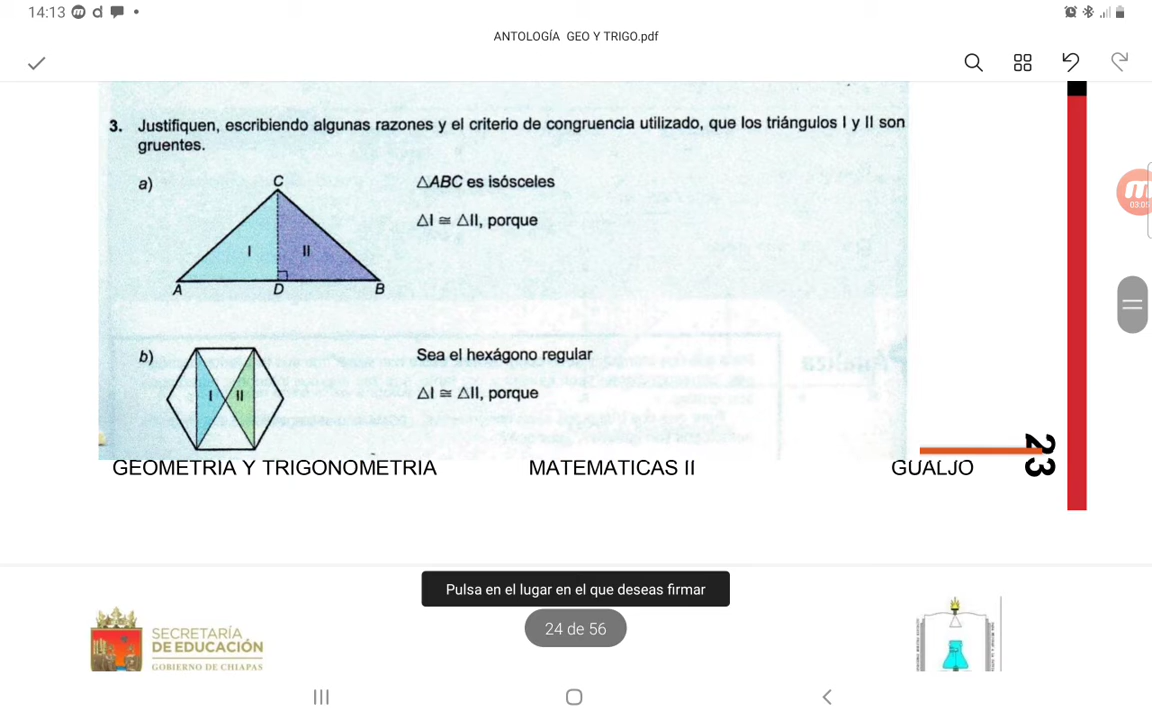 14:13
ANTOLOGÍA GEO Y TRIGO.pdf
3. Justifiquen, escribiendo algunas razones y el criterio de congruencia utilizado, que los triángulos I y II son
gruentes.
a)
C
△ABC es isósceles
△I ≅ △II, porque
I
II
A
D
B
03:0
b)
Sea el hexágono regular
△I ≅ △II, porque
I
II
GEOMETRIA Y TRIGONOMETRIA
MATEMATICAS II
GUALJO
23
Pulsa en el lugar en el que deseas firmar
24 de 56
SECRETARÍA
DE EDUCACIÓN
GOBIERNO DE CHIAPAS